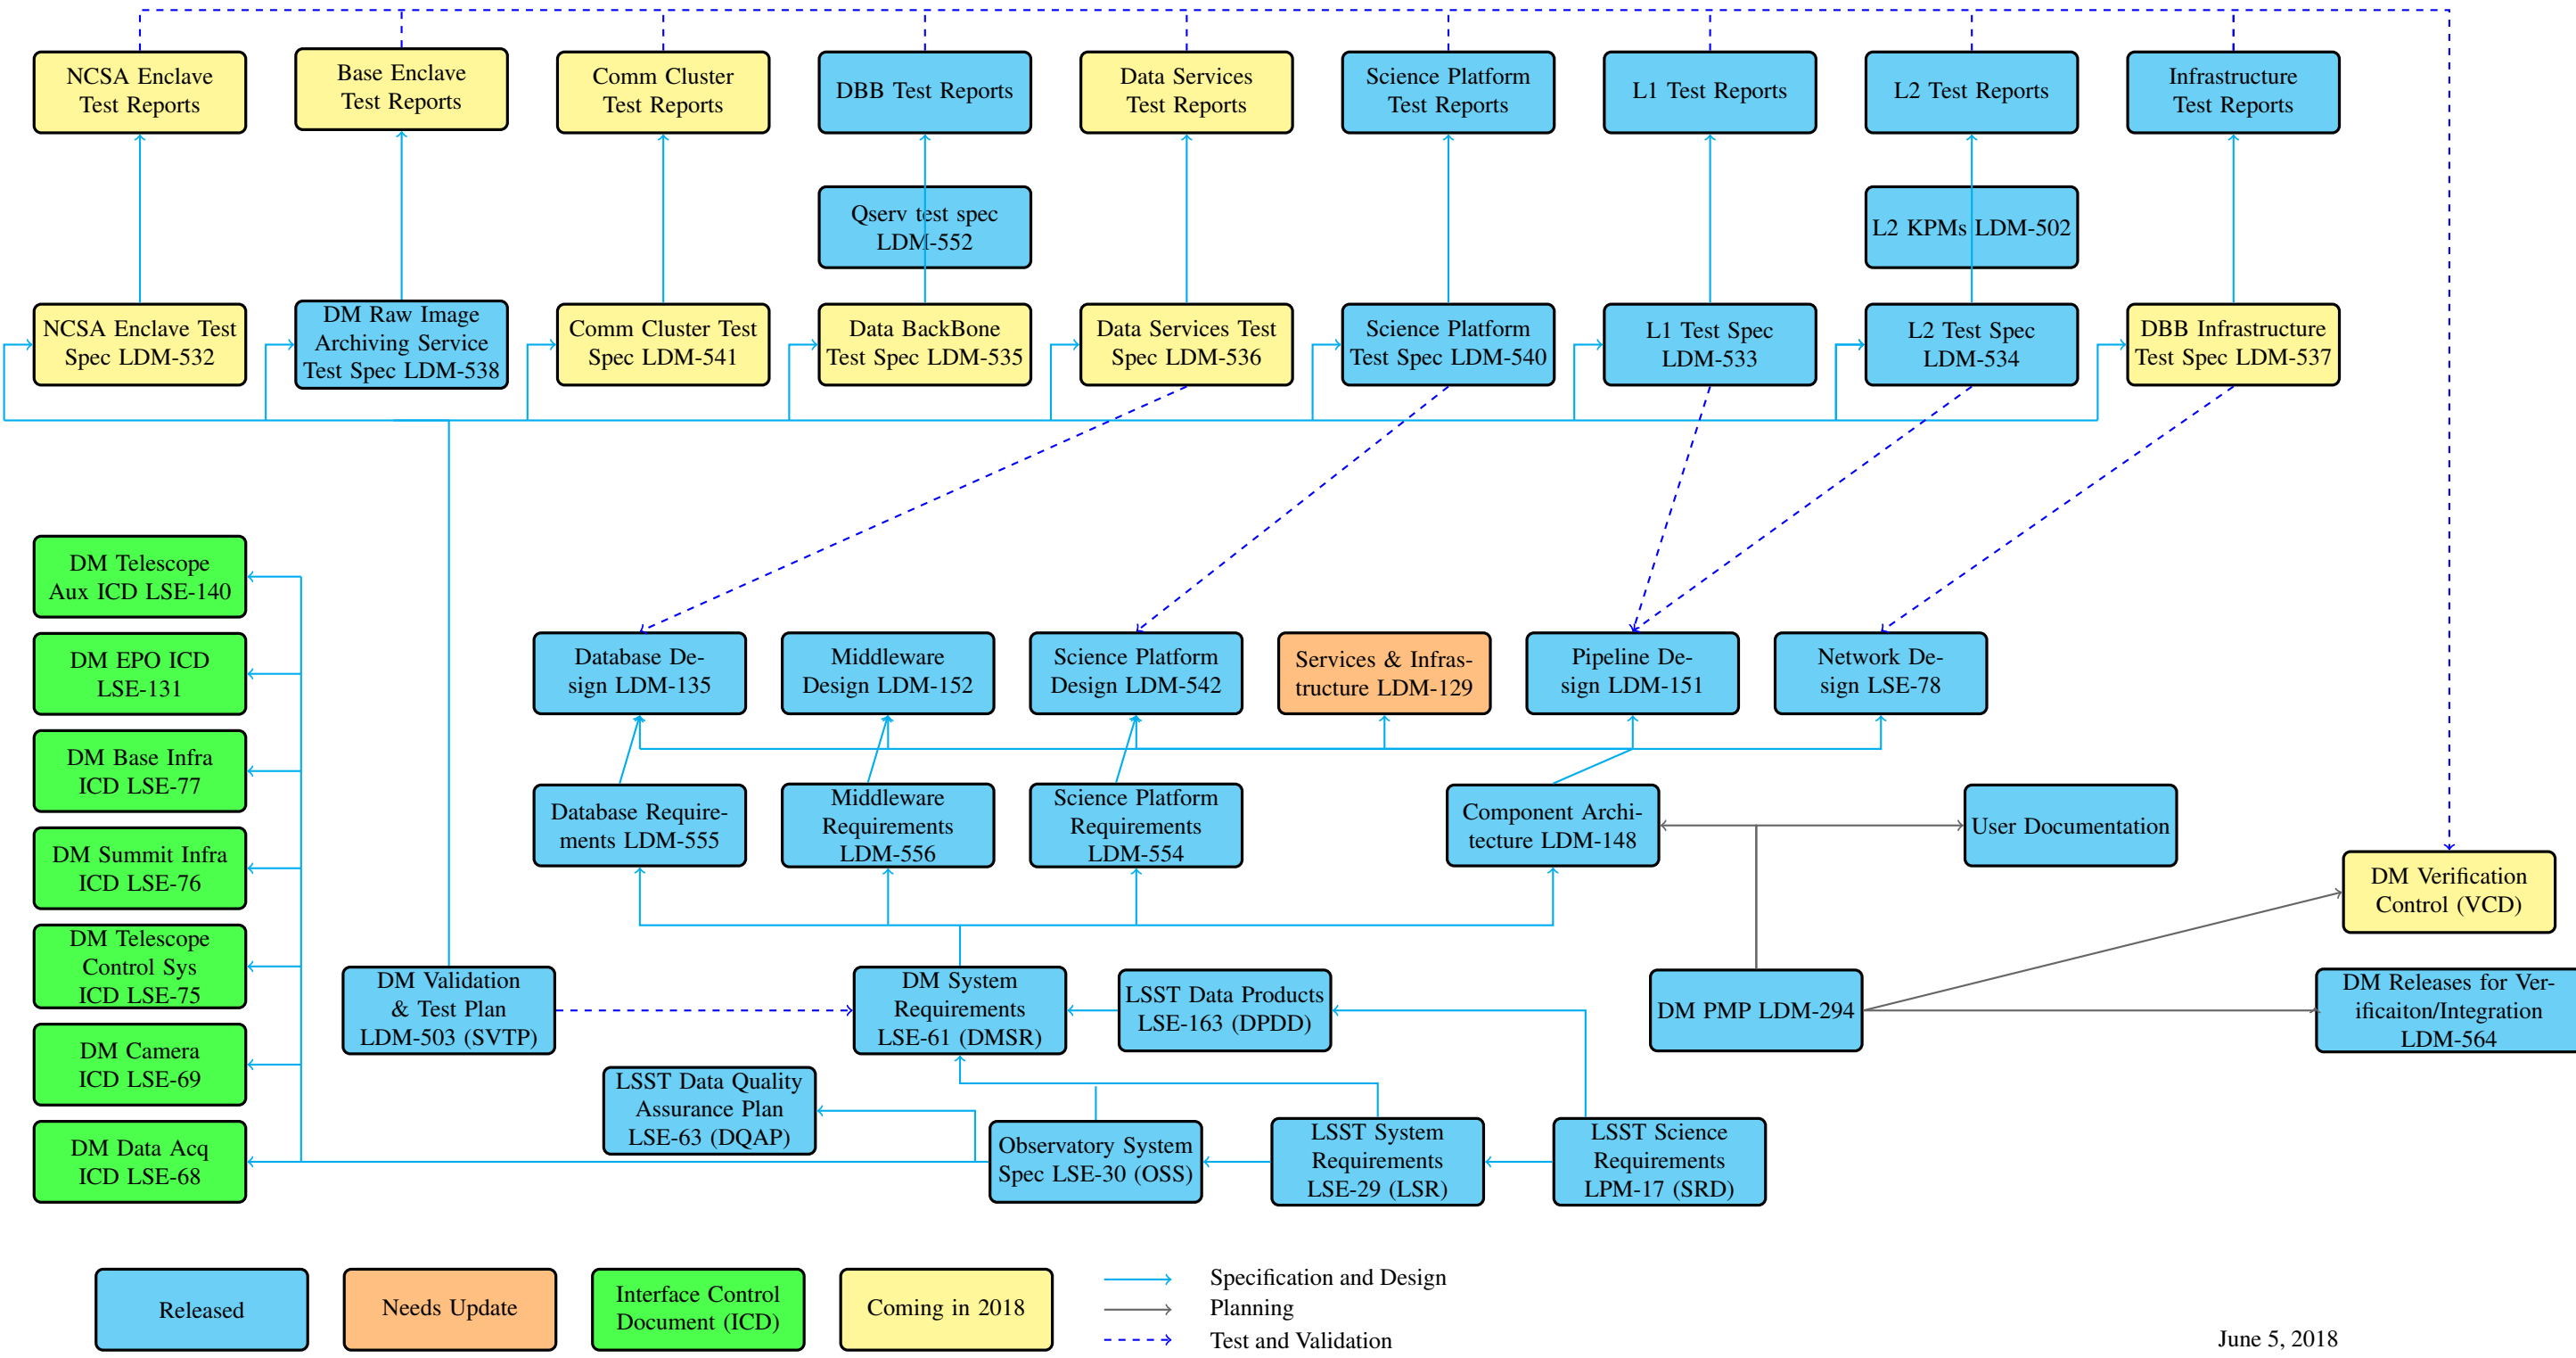 NCSA Enclave
Test Reports
Base Enclave
Test Reports
Comm Cluster
Test Reports
DBB Test Reports
Data Services
Test Reports
Science Platform
Test Reports
L1 Test Reports
L2 Test Reports
Infrastructure
Test Reports
Qserv test spec
LDM-552
L2 KPMs LDM-502
NCSA Enclave Test
Spec LDM-532
DM Raw Image
Archiving Service
Test Spec LDM-538
Comm Cluster Test
Spec LDM-541
Data BackBone
Test Spec LDM-535
Data Services Test
Spec LDM-536
Science Platform
Test Spec LDM-540
L1 Test Spec
LDM-533
L2 Test Spec
LDM-534
DBB Infrastructure
Test Spec LDM-537
DM Telescope
Aux ICD LSE-140
DM EPO ICD
LSE-131
DM Base Infra
ICD LSE-77
DM Summit Infra
ICD LSE-76
DM Telescope
Control Sys
ICD LSE-75
DM Camera
ICD LSE-69
DM Data Acq
ICD LSE-68
Database De-
sign LDM-135
Middleware
Design LDM-152
Science Platform
Design LDM-542
Services & Infras-
tructure LDM-129
Pipeline De-
sign LDM-151
Network De-
sign LSE-78
Database Require-
ments LDM-555
Middleware
Requirements
LDM-556
Science Platform
Requirements
LDM-554
Component Archi-
tecture LDM-148
User Documentation
DM Verification
Control (VCD)
DM Validation
& Test Plan
LDM-503 (SVTP)
DM System
Requirements
LSE-61 (DMSR)
LSST Data Products
LSE-163 (DPDD)
DM PMP LDM-294
DM Releases for Ver-
ificaiton/Integration
LDM-564
LSST Data Quality
Assurance Plan
LSE-63 (DQAP)
Observatory System
Spec LSE-30 (OSS)
LSST System
Requirements
LSE-29 (LSR)
LSST Science
Requirements
LPM-17 (SRD)
Released
Needs Update
Interface Control
Document (ICD)
Coming in 2018
Specification and Design
Planning
Test and Validation
June 5, 2018